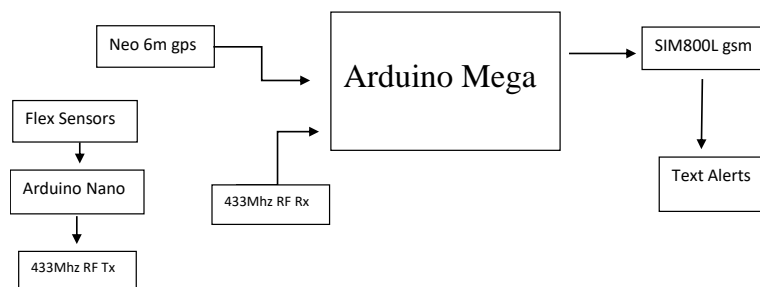 Neo 6m gps
Arduino Mega
SIM800L gsm
Flex Sensors
Arduino Nano
433Mhz RF Rx
Text Alerts
433Mhz RF Tx